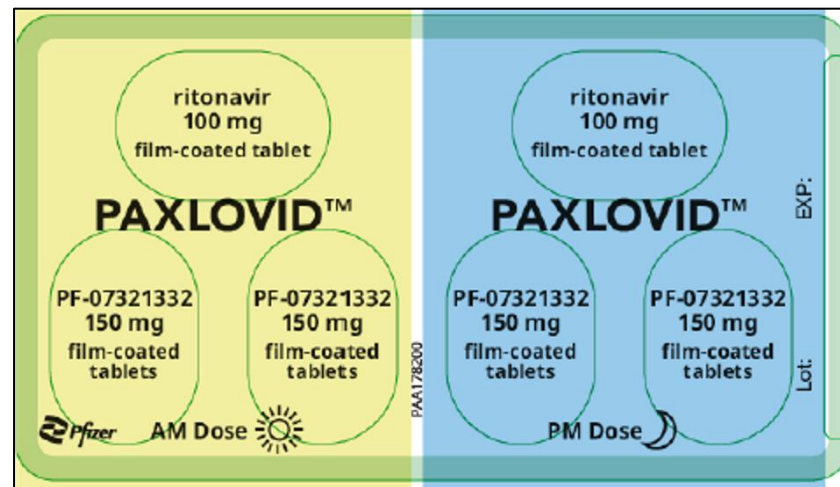 ritonavir
100 mg
film-coated tablet
PAXLOVID™
PF-07321332
150 mg
film-coated
tablets
PF-07321332
150 mg
film-coated
tablets
Pfizer
AM Dose
PAA178200
ritonavir
100 mg
film-coated tablet
PAXLOVID™
PF-07321332
150 mg
film-coated
tablets
PF-07321332
150 mg
film-coated
tablets
PM Dose
EXP:
Lot: